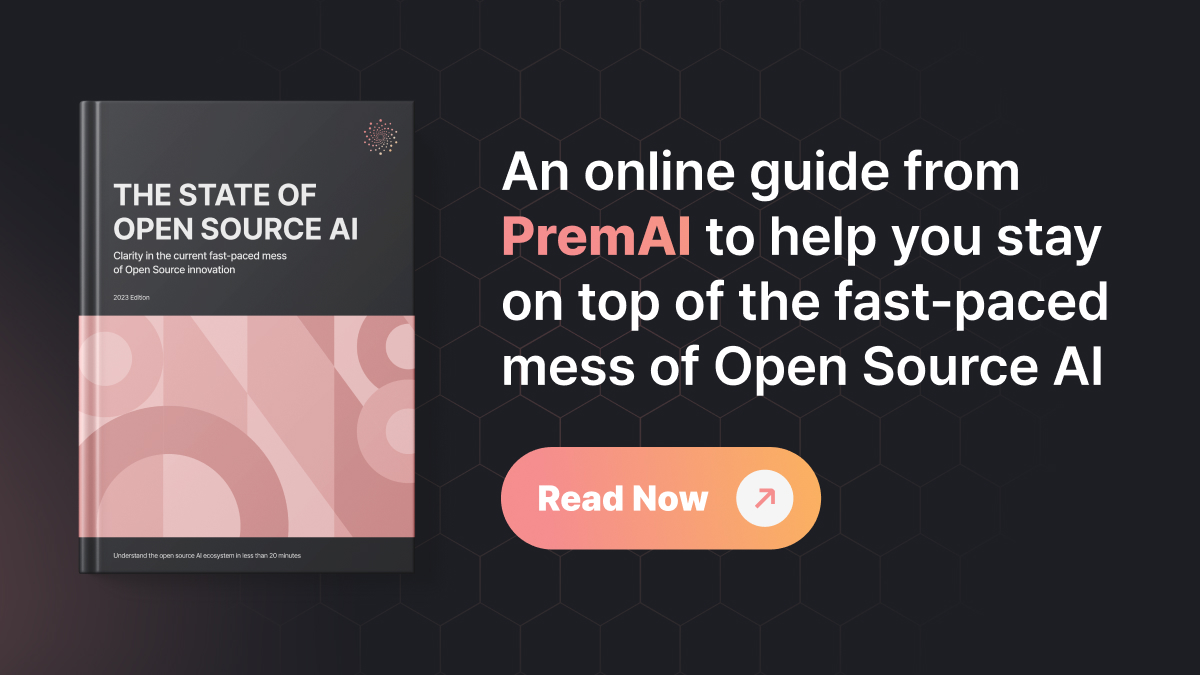 THE STATE OF
OPEN SOURCE AI
Clarity in the current fast-paced mess
of Open Source innovation
2023 Edition
Understand the open source AI ecosystem in less than 20 minutes
An online guide from
PremAI to help you stay
on top of the fast-paced
mess of Open Source AI
Read Now